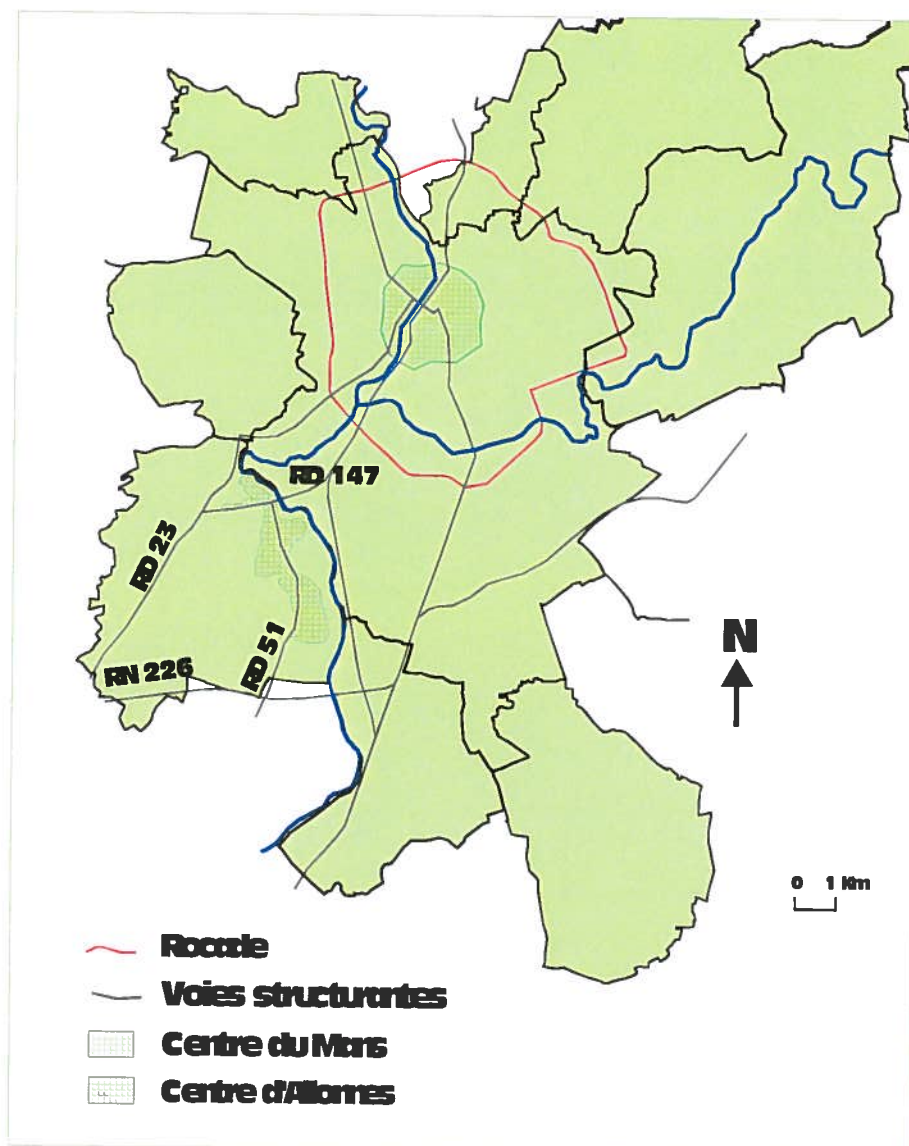 RD 147
RD 23
RD 51
RN 226
N
0 1 Km
Rocade
Voies structurantes
Centre du Mans
Centre d'Allonnes